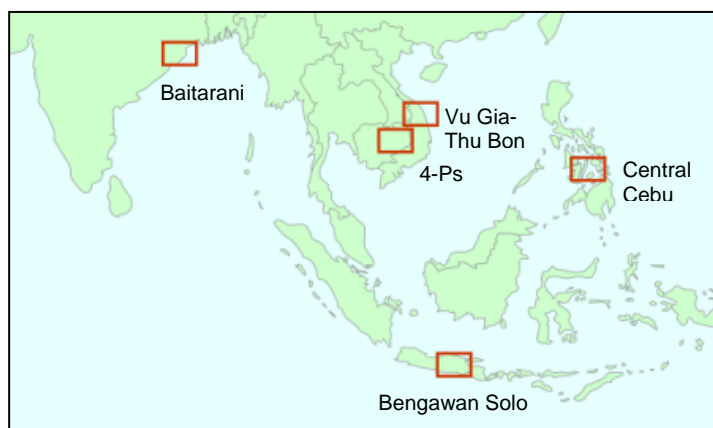 Baitarani
Vu Gia-
Thu Bon
4-Ps
Central
Cebu
Bengawan Solo